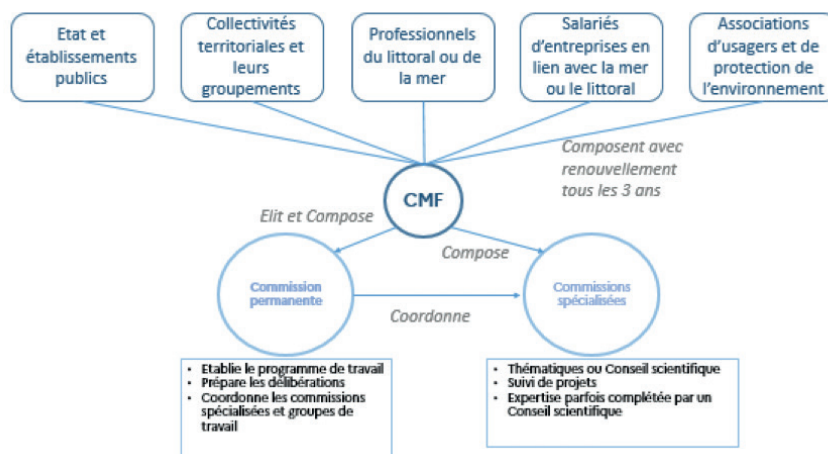 Etat et
établissements
publics
Collectivités
territoriales et
leurs
groupements
Professionnels
du littoral ou de
la mer
Salariés
d'entreprises en
lien avec la mer
ou le littoral
Associations
d'usagers et de
protection de
l'environnement
Composent avec
renouvellement
tous les 3 ans
CMF
Elit et Compose
Compose
Commission
permanente
Coordonne
Commissions
spécialisées
• Etablie le programme de travail
• Prépare les délibérations
• Coordonne les commissions
spécialisées et groupes de
travail
• Thématiques ou Conseil scientifique
• Suivi de projets
• Expertise parfois complétée par un
Conseil scientifique